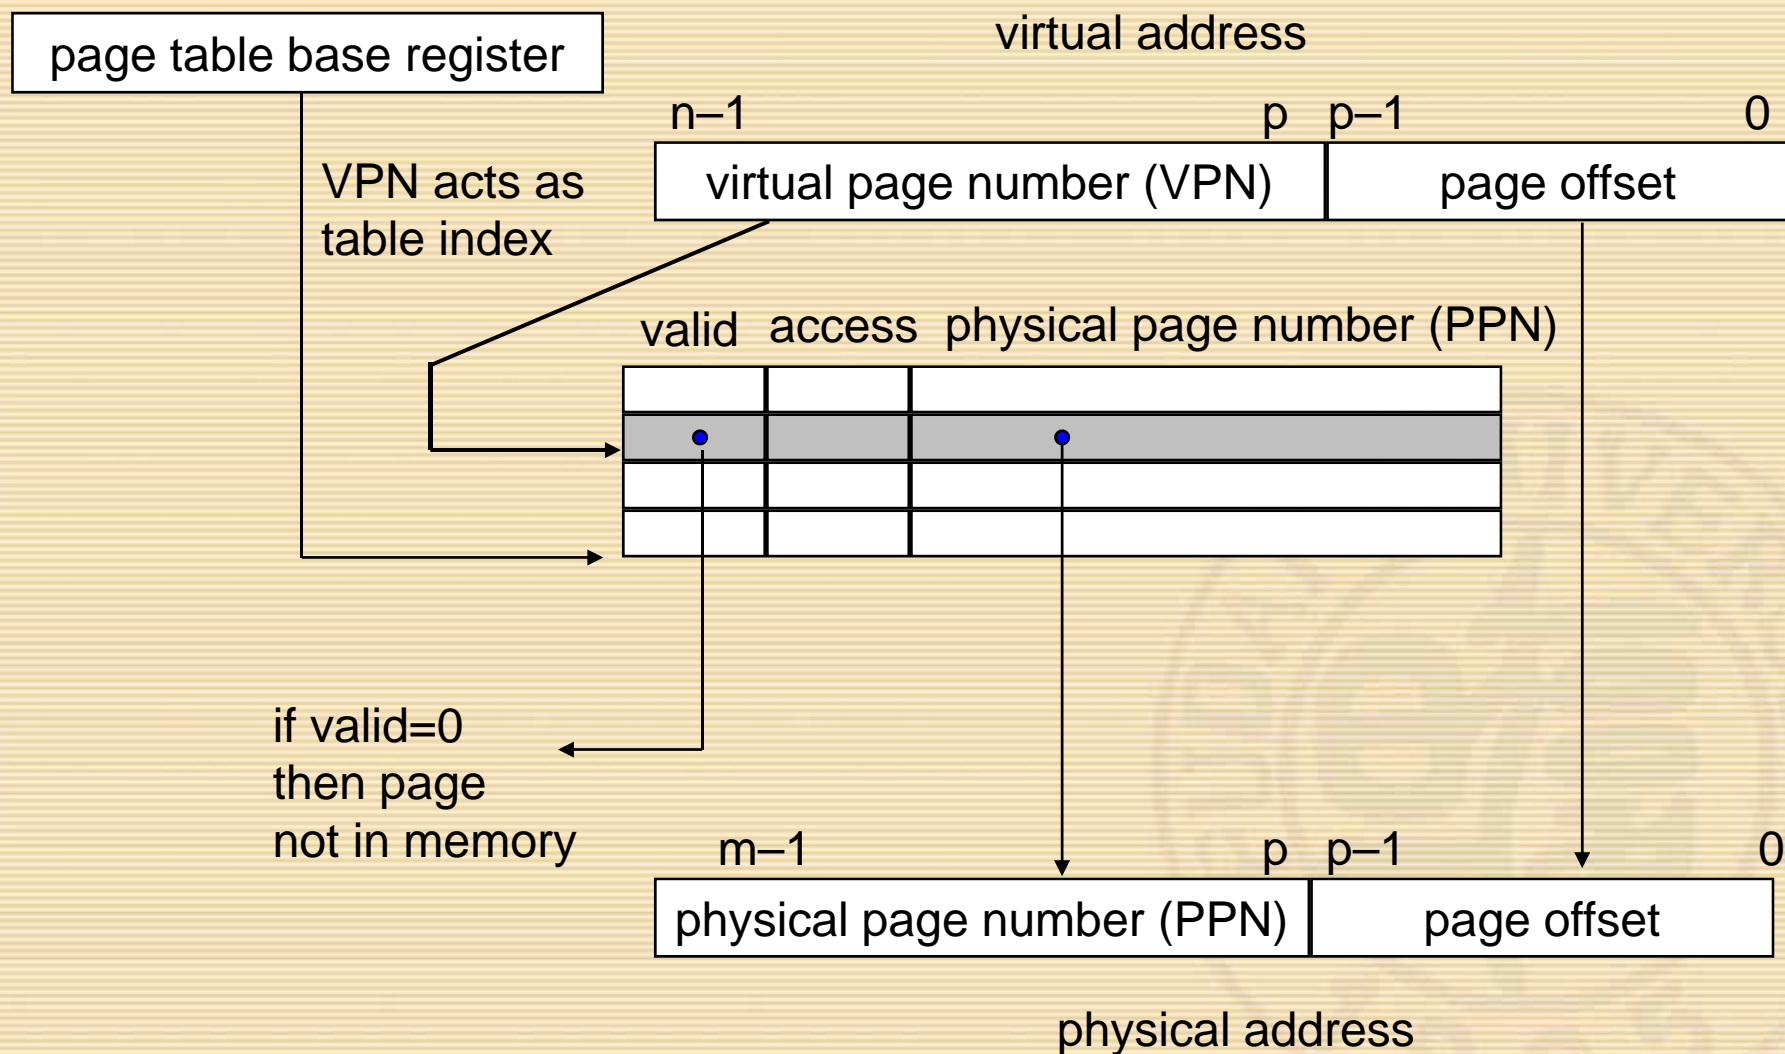 page table base register
virtual address
n–1 p p–1 0
VPN acts as
table index
virtual page number (VPN) page offset
valid access physical page number (PPN)
if valid=0
then page
not in memory
m–1 p p–1 0
physical page number (PPN) page offset
physical address